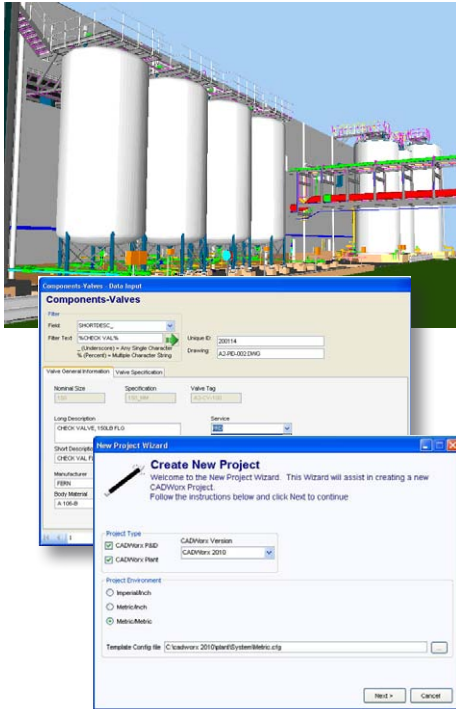 Components-Valves - Data Input
Components-Valves
Filter
Field SHORTDESC_
Filter Text %CHECK VAL% Unique ID 200114
_ (Underscore) = Any Single Character
% (Percent) = Multiple Character String
Drawing A2-PID-002.DWG
Valve General Information Valve Specification
Nominal Size Specification Valve Tag
150
Long Description Service
CHECK VALVE, 150LB FLG
Short Descripti
CHECK VAL FL
Manufacturer
FERN
Body Material
A-106-B
1
New Project Wizard
Create New Project
Welcome to the New Project Wizard. This Wizard will assist in creating a new
CADWorx Project.
Follow the instructions below and click Next to continue
Project Type
CADWorx P&ID
CADWorx Plant
CADWorx Version
CADWorx 2010
Project Environment
Imperial/Inch
Metric/Inch
Metric/Metric
Template Config file C:\cadworx 2010\plant\System\Metric.cfg ...
Next > Cancel